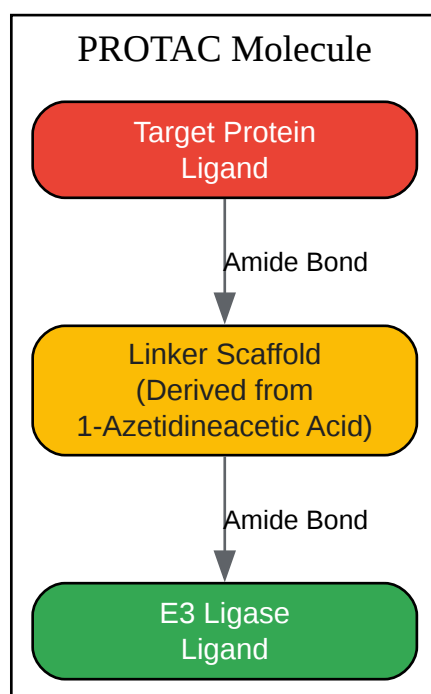 PROTAC Molecule
Target Protein
Ligand
Amide Bond
Linker Scaffold
(Derived from
1-Azetidineacetic Acid)
Amide Bond
E3 Ligase
Ligand